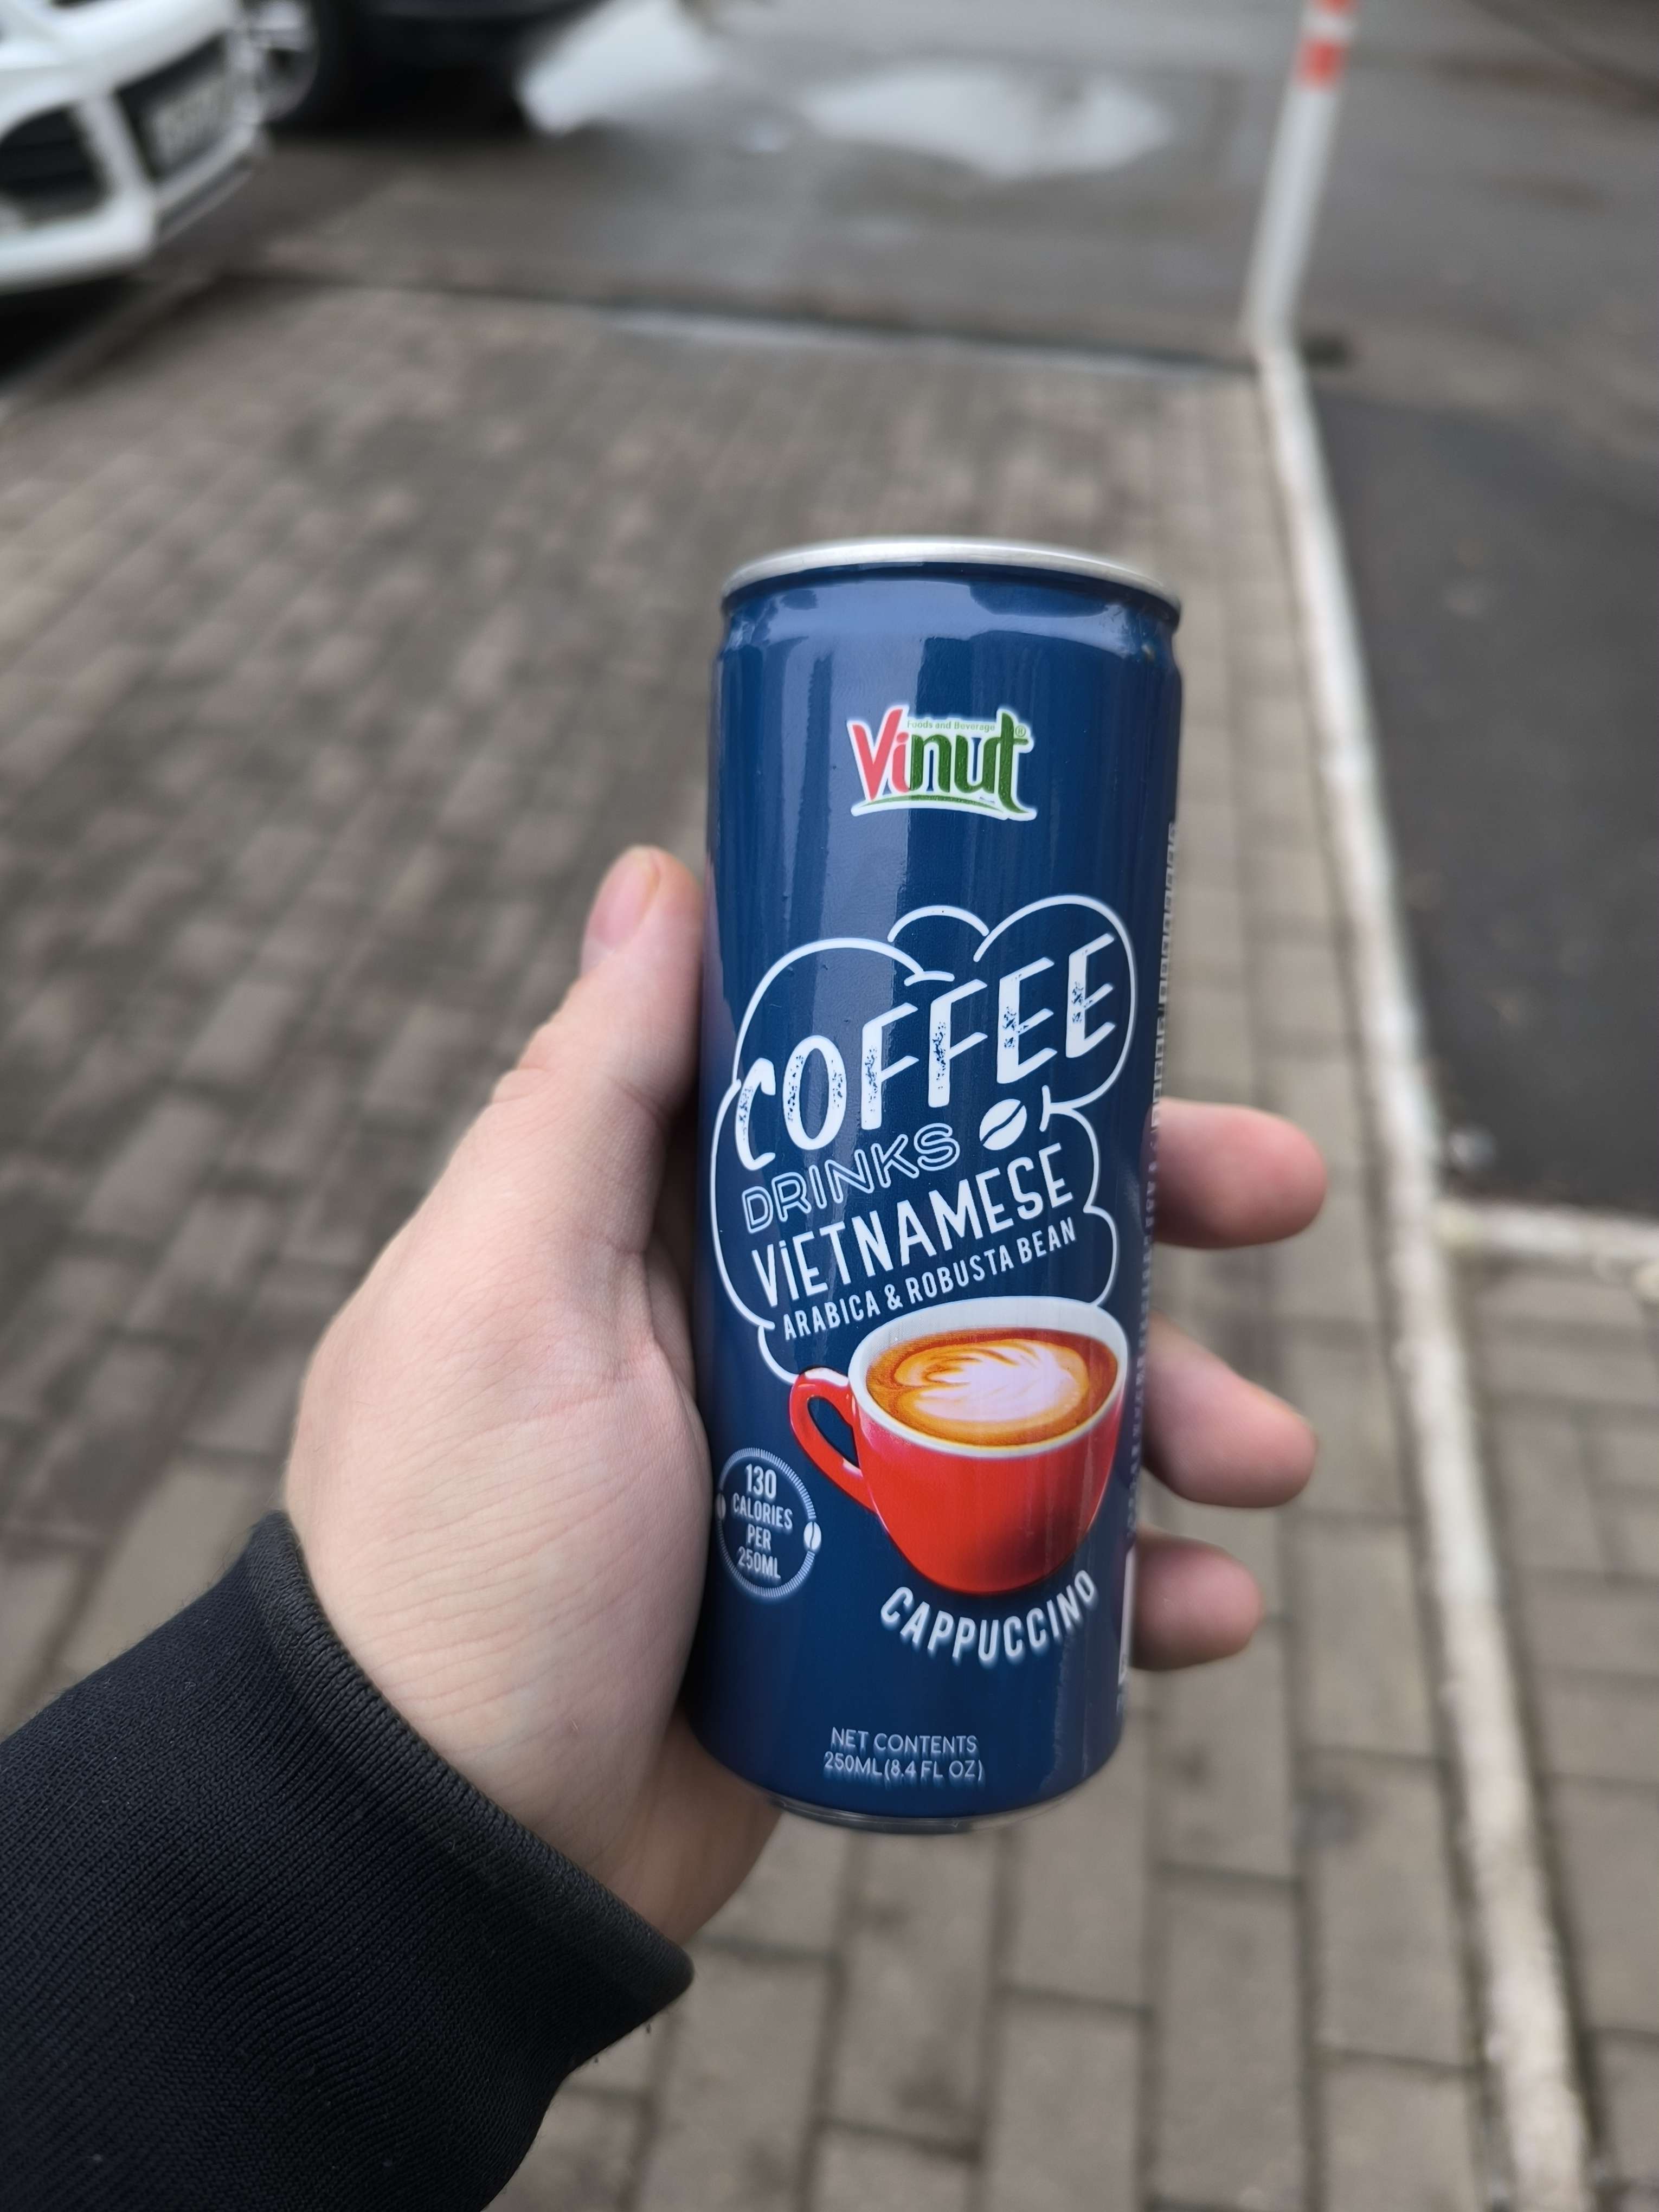 Vinut®
Foods and Beverage
COFFEE
DRINKS
ViETNAMESE
ARABICA & ROBUSTA BEAN
130
CALORIES
PER
250ML
CAPPUCCINO
NET CONTENTS
250ML(8.4 FL OZ)